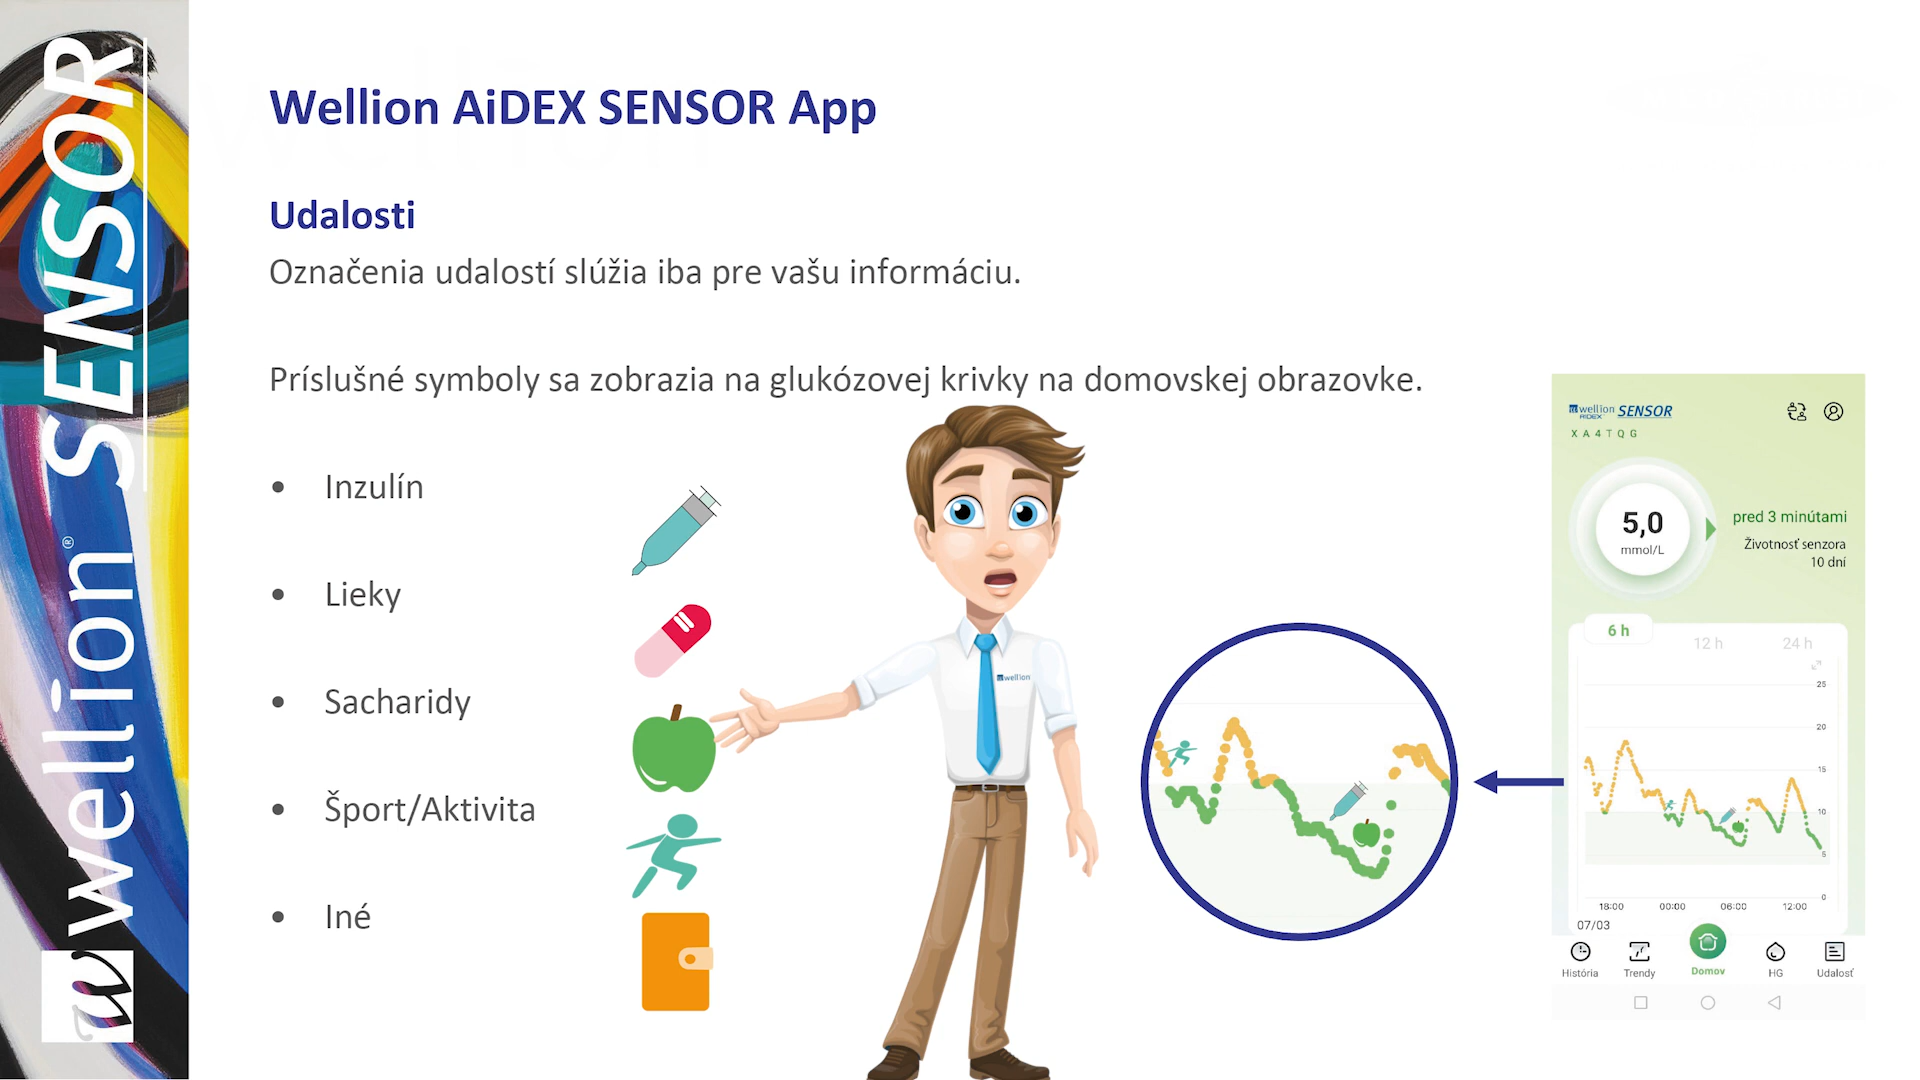 wellion® SENSOR
Wellion AiDEX SENSOR App
Udalosti
Označenia udalostí slúžia iba pre vašu informáciu.
Príslušné symboly sa zobrazia na glukózovej krivky na domovskej obrazovke.
• Inzulín
• Lieky
• Sacharidy
• Šport/Aktivita
• Iné
wellion
wellion SENSOR
AiDEX
XA4TQG
5,0
mmol/L
pred 3 minútami
Životnosť senzora
10 dní
6 h
12 h
24 h
25
20
15
10
5
0
18:00 00:00 06:00 12:00
07/03
História Trendy Domov HG Udalosť